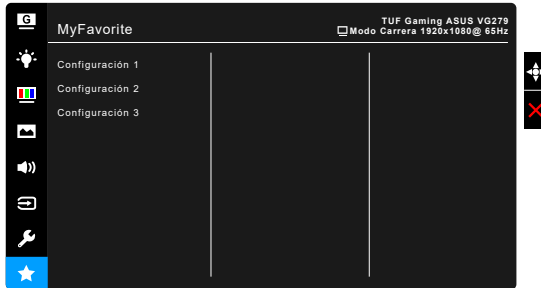 G
MyFavorite
TUF Gaming ASUS VG279
Modo Carrera 1920x1080@ 65Hz
Configuración 1
Configuración 2
Configuración 3